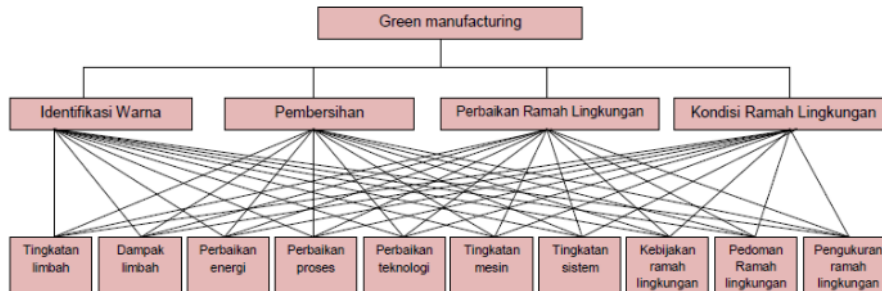 Green manufacturing
Identifikasi Warna
Pembersihan
Perbaikan Ramah Lingkungan
Kondisi Ramah Lingkungan
Tingkatan
limbah
Dampak
limbah
Perbaikan
energi
Perbaikan
proses
Perbaikan
teknologi
Tingkatan
mesin
Tingkatan
sistem
Kebijakan
ramah
lingkungan
Pedoman
Ramah
lingkungan
Pengukuran
ramah
lingkungan